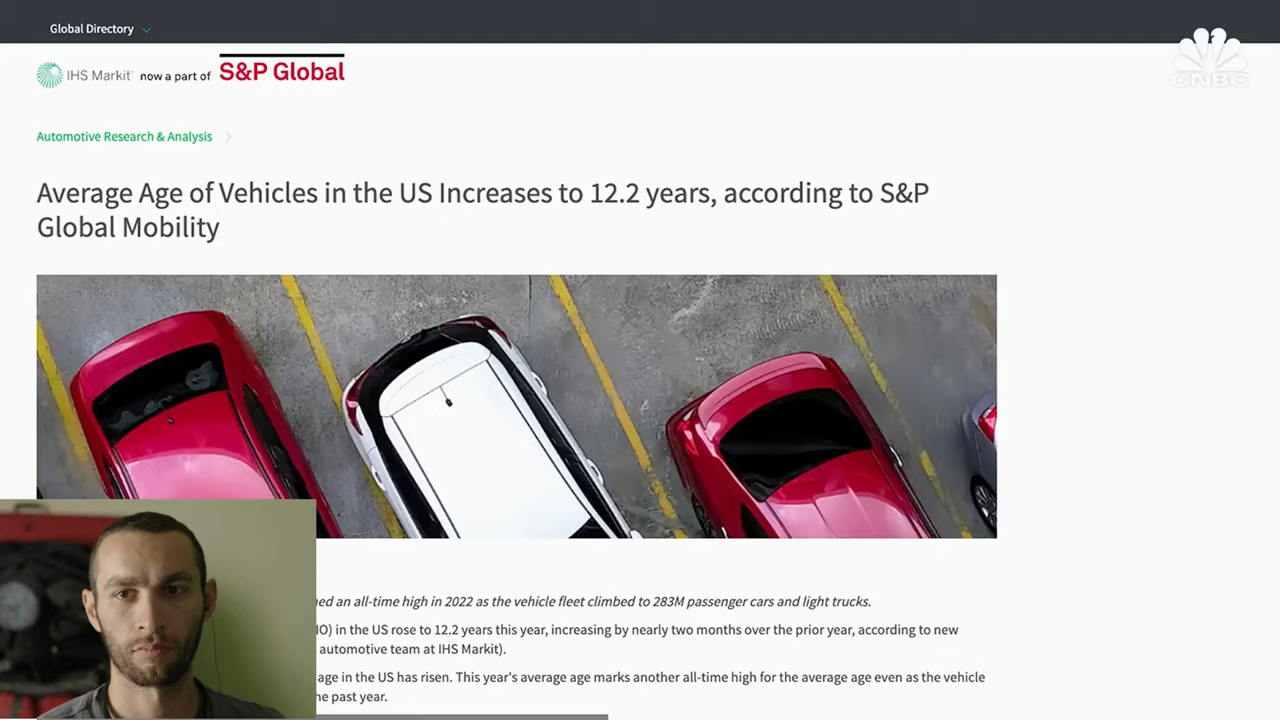 Global Directory
CNBC
IHS Markit now a part of S&P Global
Automotive Research & Analysis
Average Age of Vehicles in the US Increases to 12.2 years, according to S&P
Global Mobility
an all-time high in 2022 as the vehicle fleet climbed to 283M passenger cars and light trucks.
in the US rose to 12.2 years this year, increasing by nearly two months over the prior year, according to new
automotive team at IHS Markit).
age in the US has risen. This year's average age marks another all-time high for the average age even as the vehicle
past year.